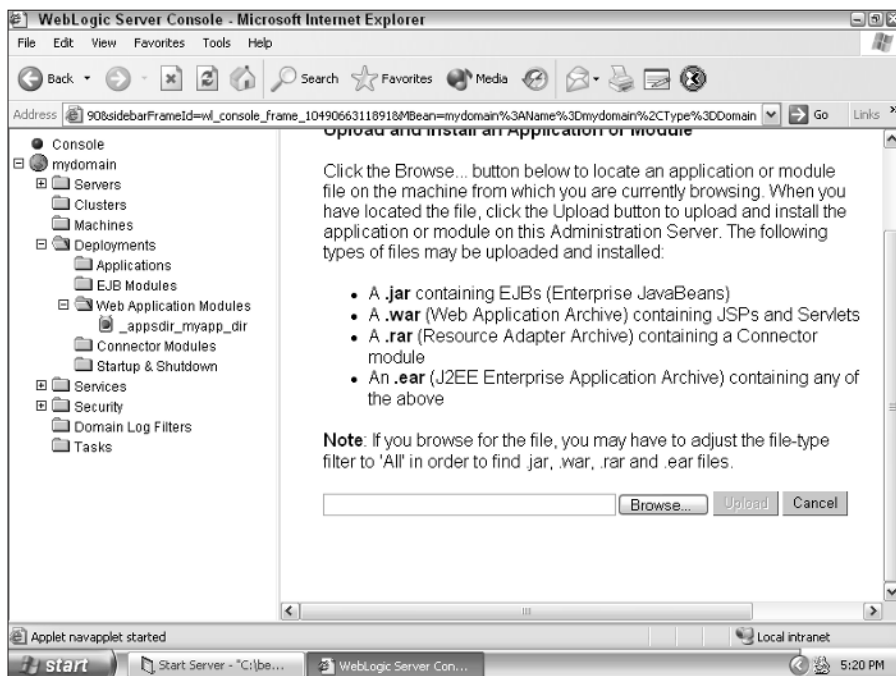 WebLogic Server Console - Microsoft Internet Explorer
File Edit View Favorites Tools Help
Back Search Favorites Media
Address 90&sidebarFrameId=wl_console_frame_1049066311891&MBean=mydomain%3AName%3Dmydomain%2CType%3DDomain Go Links »
Console
mydomain
Servers
Clusters
Machines
Deployments
Applications
EJB Modules
Web Application Modules
_appsdir_myapp_dir
Connector Modules
Startup & Shutdown
Services
Security
Domain Log Filters
Tasks
Upload and Install an Application or Module
Click the Browse... button below to locate an application or module
file on the machine from which you are currently browsing. When you
have located the file, click the Upload button to upload and install the
application or module on this Administration Server. The following
types of files may be uploaded and installed:
• A .jar containing EJBs (Enterprise JavaBeans)
• A .war (Web Application Archive) containing JSPs and Servlets
• A .rar (Resource Adapter Archive) containing a Connector
module
• An .ear (J2EE Enterprise Application Archive) containing any of
the above
Note: If you browse for the file, you may have to adjust the file-type
filter to 'All' in order to find .jar, .war, .rar and .ear files.
Browse... Upload Cancel
Applet navapplet started Local intranet
start Start Server - "C:\be... WebLogic Server Con... 5:20 PM